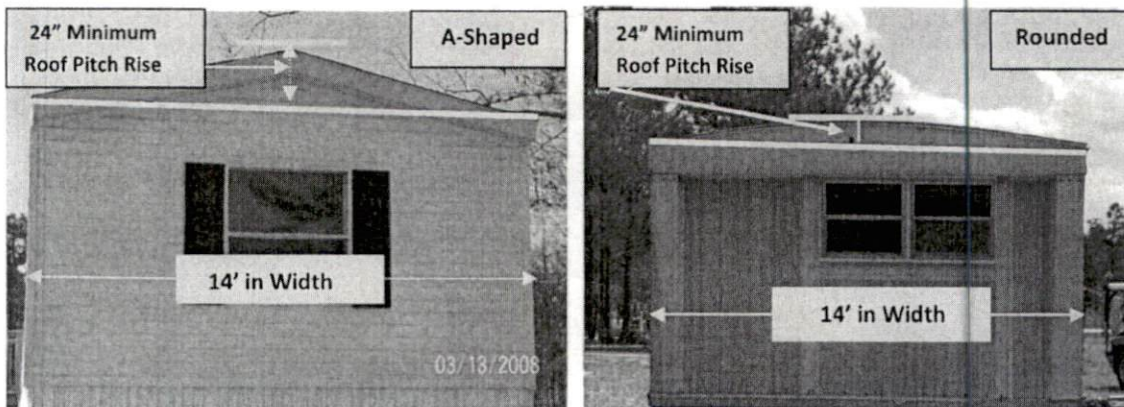 24” Minimum
Roof Pitch Rise
A-Shaped
14’ in Width
03/13/2008
24” Minimum
Roof Pitch Rise
Rounded
14’ in Width